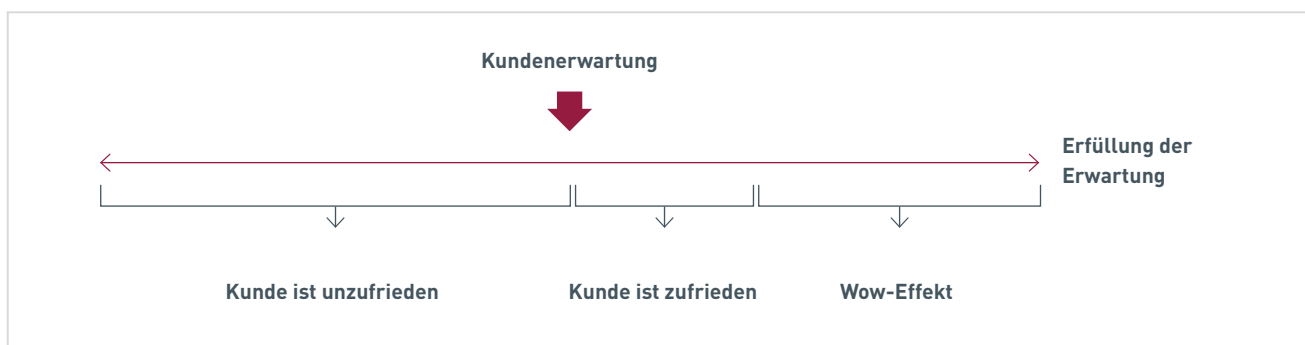 Kundenerwartung
Erfüllung der
Erwartung
Kunde ist unzufrieden
Kunde ist zufrieden
Wow-Effekt